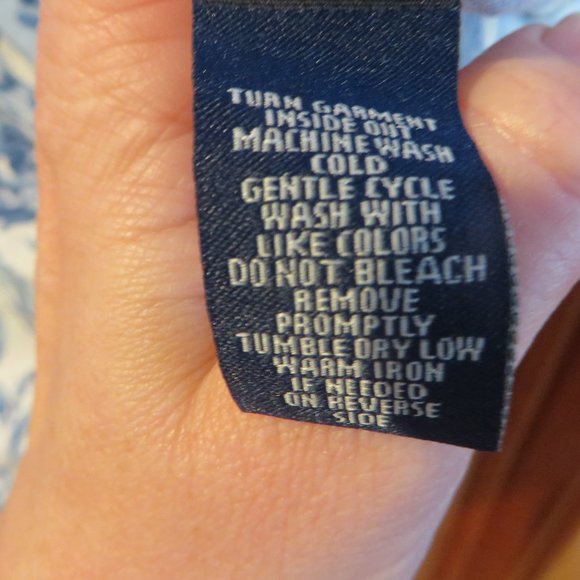 TURN GARMENT
INSIDE OUT
MACHINE WASH
COLD
GENTLE CYCLE
WASH WITH
LIKE COLORS
DO NOT BLEACH
REMOVE
PROMPTLY
TUMBLE DRY LOW
WARM IRON
IF NEEDED
ON REVERSE
SIDE